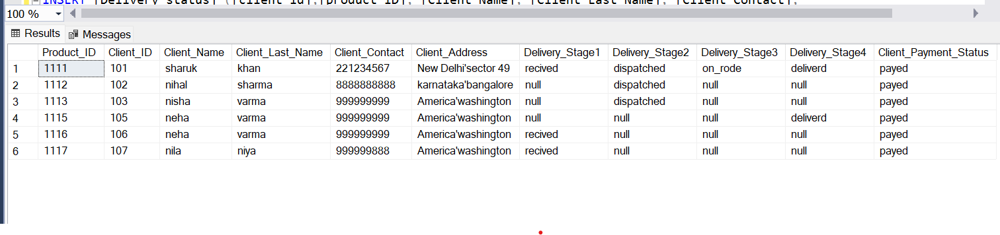 INSERT [Delivery status] ([client id],[product ID], [Client Name], [Client Last Name], [Client Contact],
100 %
Results Messages
Product_ID Client_ID Client_Name Client_Last_Name Client_Contact Client_Address Delivery_Stage1 Delivery_Stage2 Delivery_Stage3 Delivery_Stage4 Client_Payment_Status
1 1111 101 sharuk khan 221234567 New Delhi'sector 49 recived dispatched on_rode deliverd payed
2 1112 102 nihal sharma 8888888888 karnataka'bangalore null dispatched null null payed
3 1113 103 nisha varma 999999999 America'washington null dispatched null null payed
4 1115 105 neha varma 999999999 America'washington null null null deliverd payed
5 1116 106 neha varma 999999999 America'washington recived null null null payed
6 1117 107 nila niya 999999888 America'washington recived null null null payed